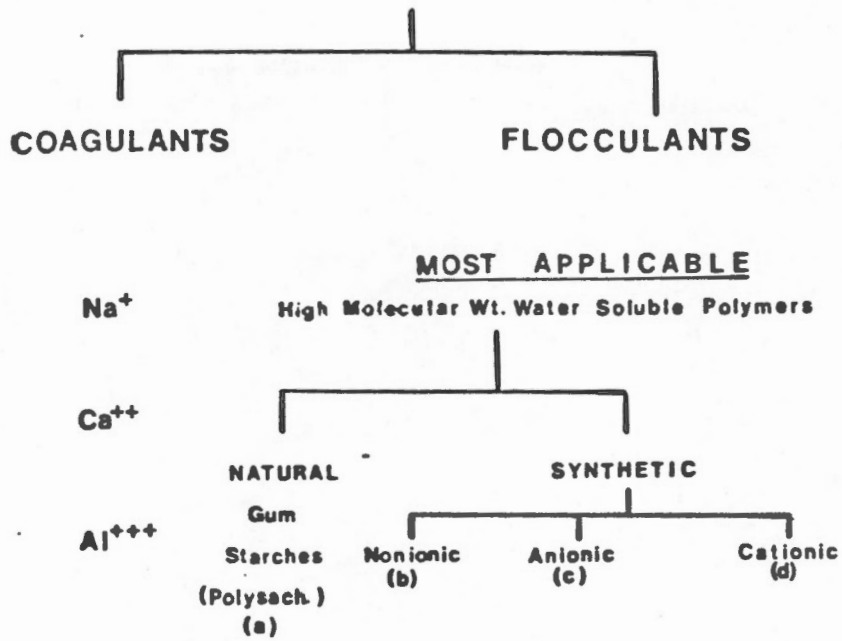 COAGULANTS FLOCCULANTS
MOST APPLICABLE
Na+ High Molecular Wt. Water Soluble Polymers
Ca++
NATURAL SYNTHETIC
Gum
Al+++ Starches Nonionic Anionic Cationic
(b) (c) (d)
(Polysach.)
(a)